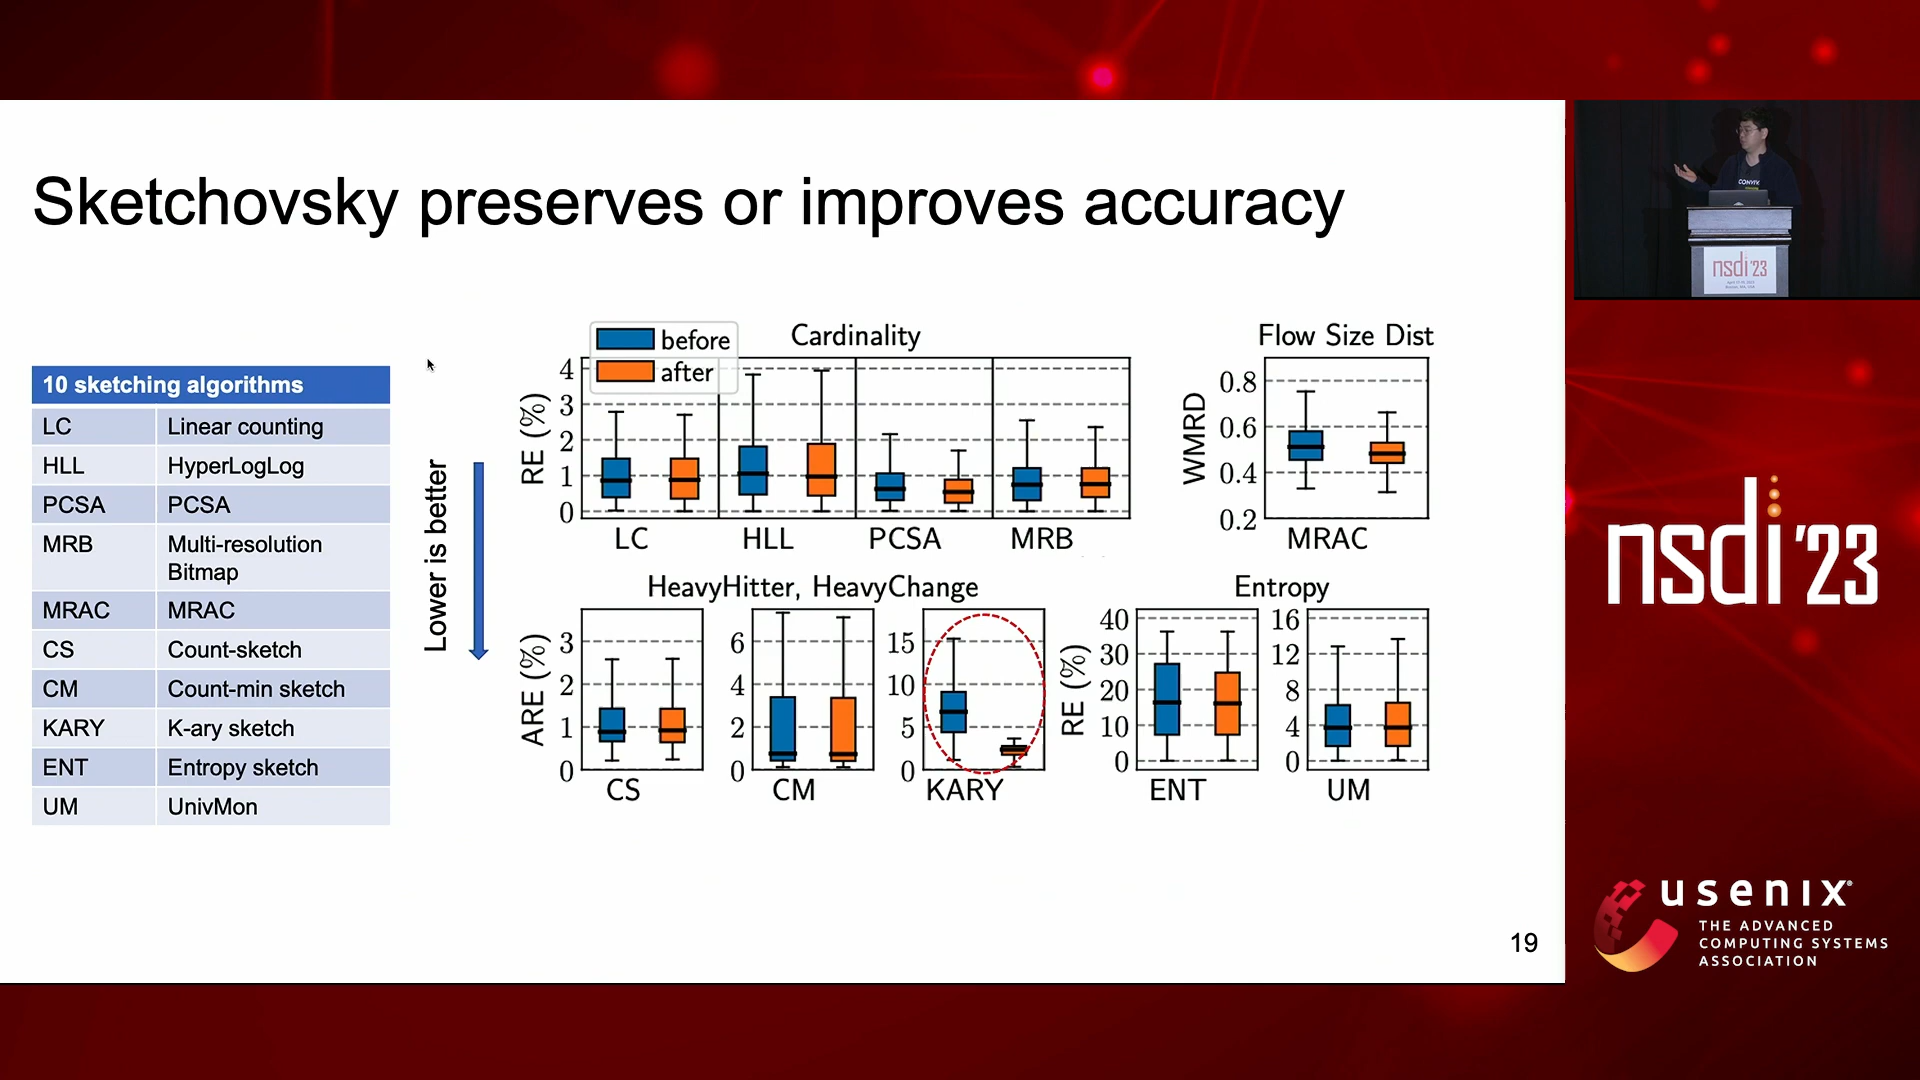 Sketchovsky preserves or improves accuracy
10 sketching algorithms
LC Linear counting
HLL HyperLogLog
PCSA PCSA
MRB Multi-resolution
Bitmap
MRAC MRAC
CS Count-sketch
CM Count-min sketch
KARY K-ary sketch
ENT Entropy sketch
UM UnivMon
Lower is better
before
after
Cardinality
RE (%)
4
3
2
1
0
LC HLL PCSA MRB
Flow Size Dist
WMRD
0.8
0.6
0.4
0.2
MRAC
HeavyHitter, HeavyChange
ARE (%)
3
2
1
0
CS
6
4
2
0
CM
15
10
5
0
KARY
Entropy
RE (%)
40
30
20
10
0
ENT
16
12
8
4
0
UM
19
CONVIVA
nsdi '23
nsdi '23
usenix®
THE ADVANCED
COMPUTING SYSTEMS
ASSOCIATION